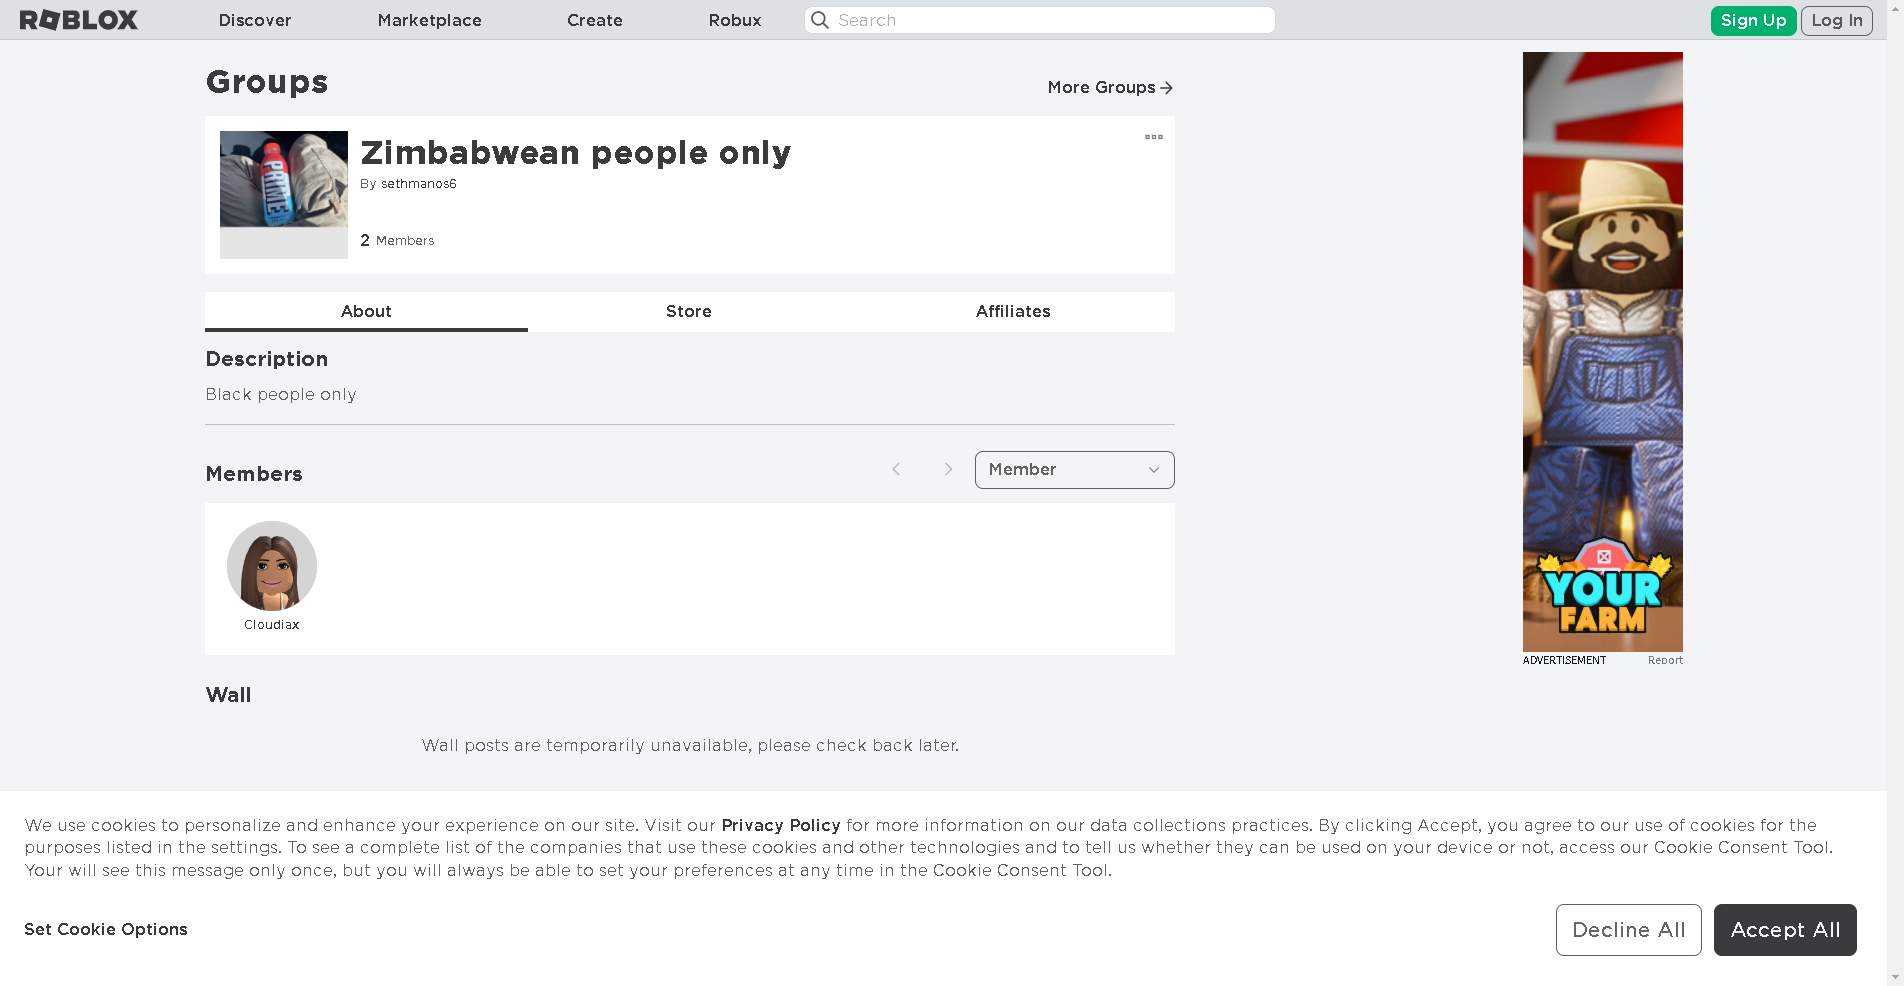 ROBLOX Discover Marketplace Create Robux Search Sign Up Log In
Groups
More Groups
PRIME
Zimbabwean people only
By sethmanos6
2 Members
About Store Affiliates
Description
Black people only
Members
Member
Cloudiax
Wall
Wall posts are temporarily unavailable, please check back later.
YOUR
FARM
ADVERTISEMENT Report
We use cookies to personalize and enhance your experience on our site. Visit our Privacy Policy for more information on our data collections practices. By clicking Accept, you agree to our use of cookies for the
purposes listed in the settings. To see a complete list of the companies that use these cookies and other technologies and to tell us whether they can be used on your device or not, access our Cookie Consent Tool.
Your will see this message only once, but you will always be able to set your preferences at any time in the Cookie Consent Tool.
Set Cookie Options
Decline All
Accept All